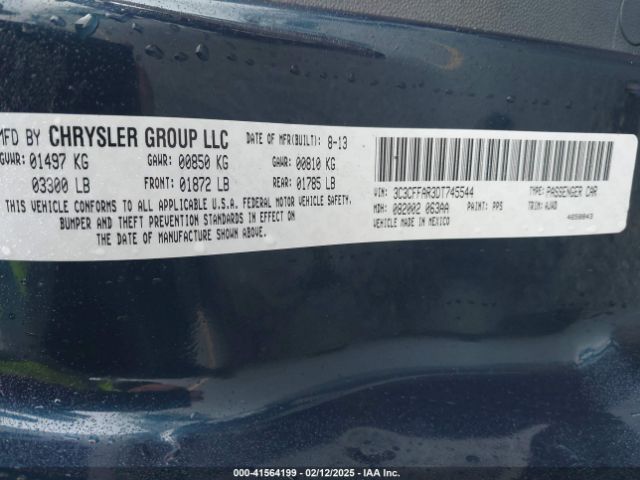 MFD BY CHRYSLER GROUP LLC DATE OF MFR(BUILT): 8-13
GVWR: 01497 KG GAWR: 00850 KG GAWR: 00810 KG
03300 LB FRONT: 01872 LB REAR: 01785 LB
THIS VEHICLE CONFORMS TO ALL APPLICABLE U.S.A. FEDERAL MOTOR VEHICLE SAFETY,
BUMPER AND THEFT PREVENTION STANDARDS IN EFFECT ON
THE DATE OF MANUFACTURE SHOWN ABOVE.
VIN: 3C3CFFAR3DT745544 TYPE: PASSENGER CAR
MDH: 082002 063AA PAINT: PPS TRIM: AJAD
VEHICLE MADE IN MEXICO
000-41564199 - 02/12/2025 - IAA Inc.